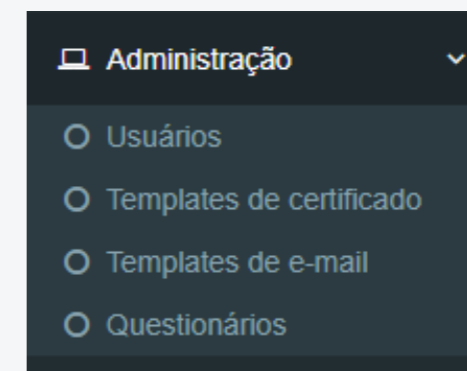 Administração
Usuários
Templates de certificado
Templates de e-mail
Questionários